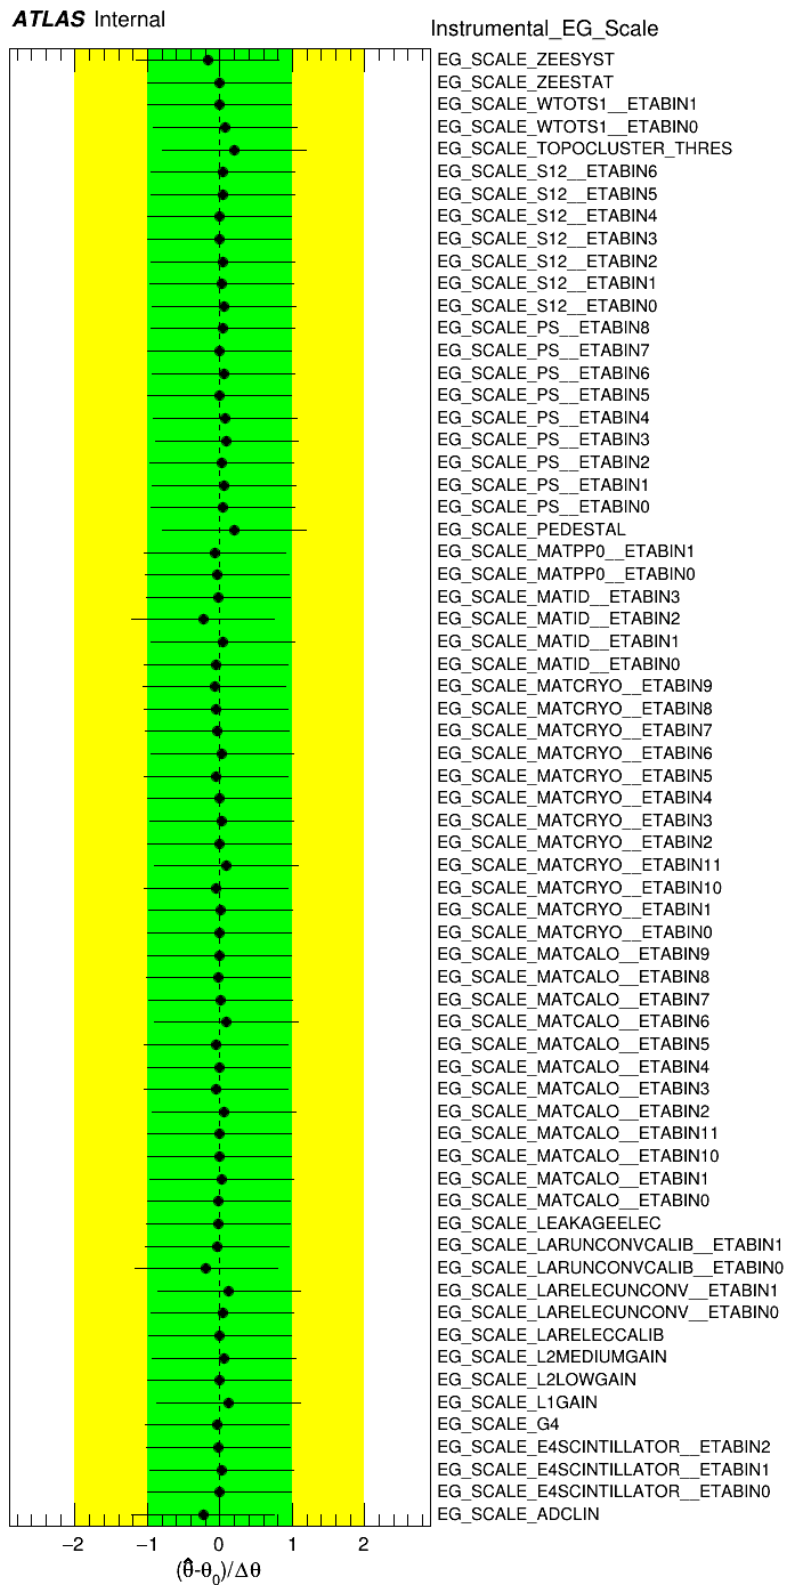 ATLAS Internal
Instrumental_EG_Scale
EG_SCALE_ZEESYST
EG_SCALE_ZEESTAT
EG_SCALE_WTOTS1__ETABIN1
EG_SCALE_WTOTS1__ETABIN0
EG_SCALE_TOPOCLUSTER_THRES
EG_SCALE_S12__ETABIN6
EG_SCALE_S12__ETABIN5
EG_SCALE_S12__ETABIN4
EG_SCALE_S12__ETABIN3
EG_SCALE_S12__ETABIN2
EG_SCALE_S12__ETABIN1
EG_SCALE_S12__ETABIN0
EG_SCALE_PS__ETABIN8
EG_SCALE_PS__ETABIN7
EG_SCALE_PS__ETABIN6
EG_SCALE_PS__ETABIN5
EG_SCALE_PS__ETABIN4
EG_SCALE_PS__ETABIN3
EG_SCALE_PS__ETABIN2
EG_SCALE_PS__ETABIN1
EG_SCALE_PS__ETABIN0
EG_SCALE_PEDESTAL
EG_SCALE_MATPP0__ETABIN1
EG_SCALE_MATPP0__ETABIN0
EG_SCALE_MATID__ETABIN3
EG_SCALE_MATID__ETABIN2
EG_SCALE_MATID__ETABIN1
EG_SCALE_MATID__ETABIN0
EG_SCALE_MATCRYO__ETABIN9
EG_SCALE_MATCRYO__ETABIN8
EG_SCALE_MATCRYO__ETABIN7
EG_SCALE_MATCRYO__ETABIN6
EG_SCALE_MATCRYO__ETABIN5
EG_SCALE_MATCRYO__ETABIN4
EG_SCALE_MATCRYO__ETABIN3
EG_SCALE_MATCRYO__ETABIN2
EG_SCALE_MATCRYO__ETABIN11
EG_SCALE_MATCRYO__ETABIN10
EG_SCALE_MATCRYO__ETABIN1
EG_SCALE_MATCRYO__ETABIN0
EG_SCALE_MATCALO__ETABIN9
EG_SCALE_MATCALO__ETABIN8
EG_SCALE_MATCALO__ETABIN7
EG_SCALE_MATCALO__ETABIN6
EG_SCALE_MATCALO__ETABIN5
EG_SCALE_MATCALO__ETABIN4
EG_SCALE_MATCALO__ETABIN3
EG_SCALE_MATCALO__ETABIN2
EG_SCALE_MATCALO__ETABIN11
EG_SCALE_MATCALO__ETABIN10
EG_SCALE_MATCALO__ETABIN1
EG_SCALE_MATCALO__ETABIN0
EG_SCALE_LEAKAGEELEC
EG_SCALE_LARUNCONVCALIB__ETABIN1
EG_SCALE_LARUNCONVCALIB__ETABIN0
EG_SCALE_LARELECUNCONV__ETABIN1
EG_SCALE_LARELECUNCONV__ETABIN0
EG_SCALE_LARELECCALIB
EG_SCALE_L2MEDIUMGAIN
EG_SCALE_L2LOWGAIN
EG_SCALE_L1GAIN
EG_SCALE_G4
EG_SCALE_E4SCINTILLATOR__ETABIN2
EG_SCALE_E4SCINTILLATOR__ETABIN1
EG_SCALE_E4SCINTILLATOR__ETABIN0
EG_SCALE_ADCLIN
−2 −1 0 1 2
(θ̂-θ₀)/Δθ